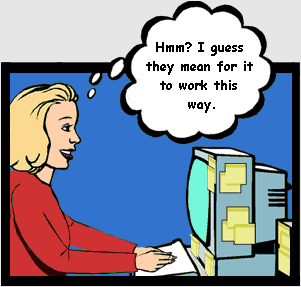 Hmm? I guess
they mean for it
to work this
way.